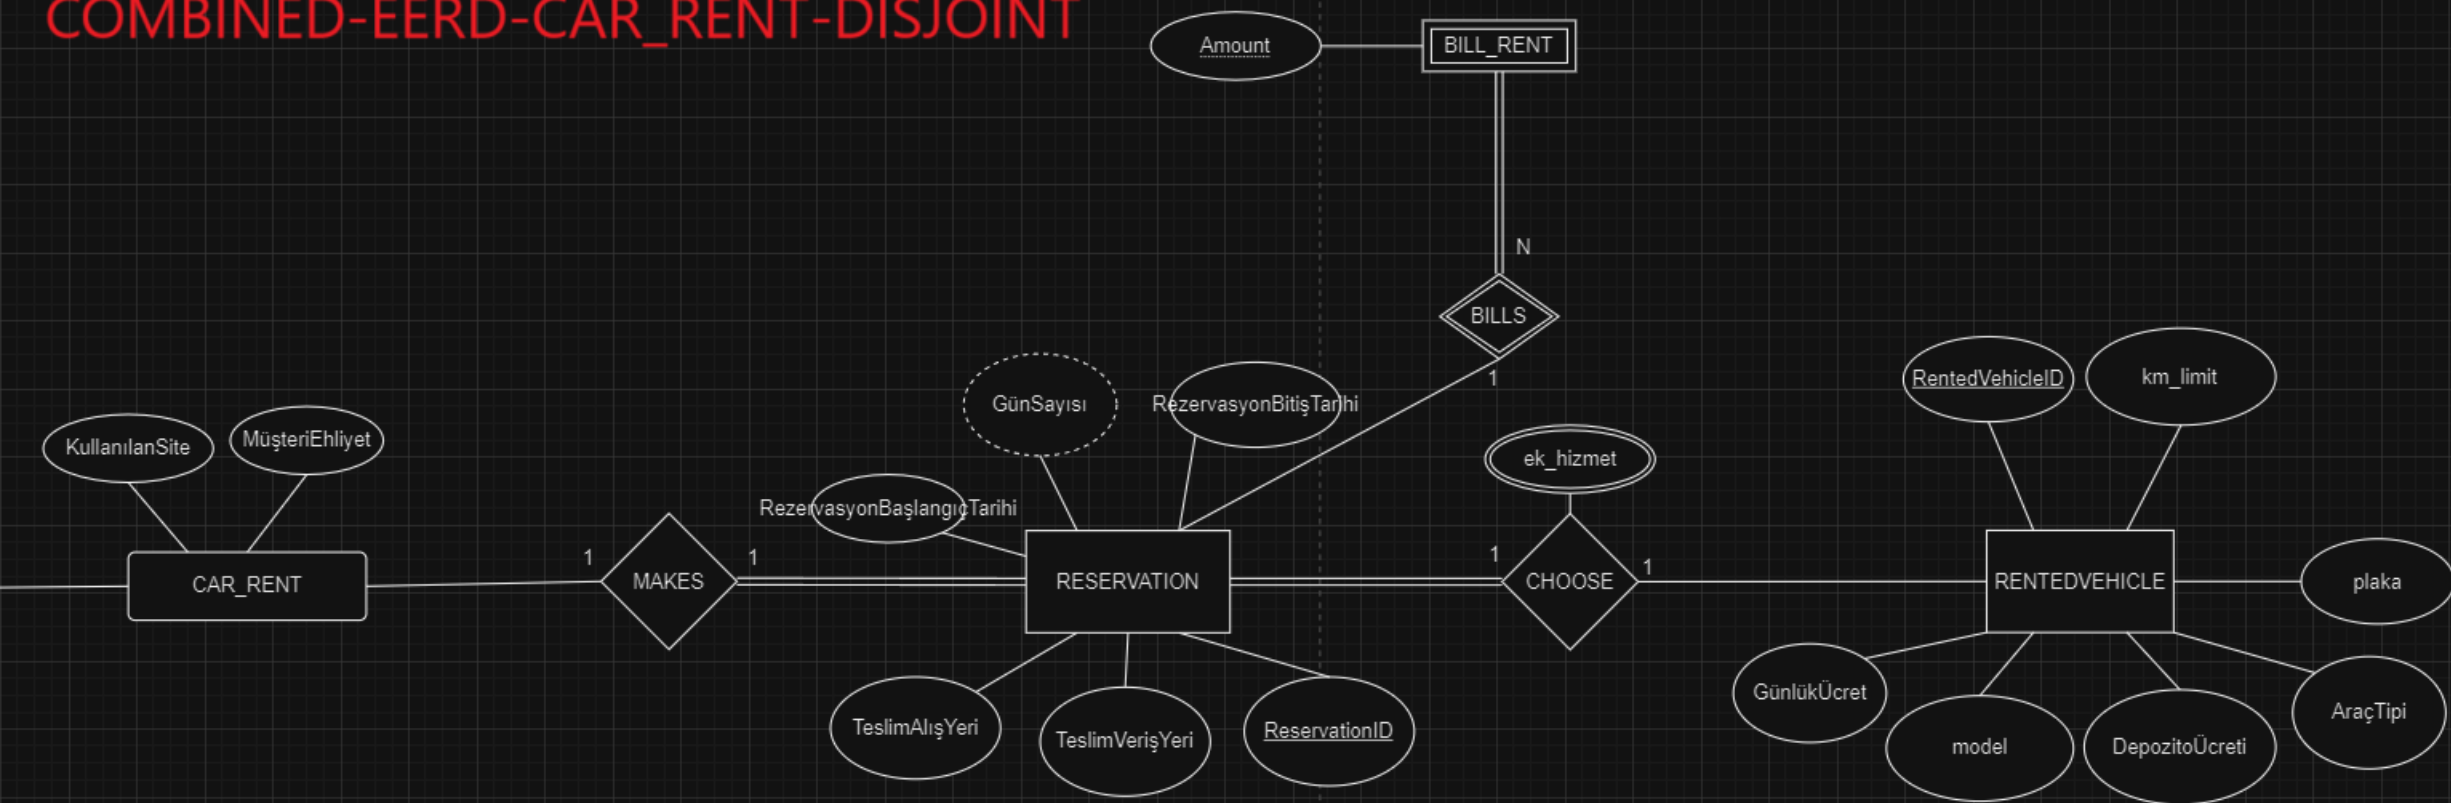 COMBINED-EERD-CAR_RENT-DISJOINT
Amount
BILL_RENT
N
BILLS
1
GünSayısı
RezervasyonBitişTarihi
RentedVehicleID
km_limit
KullanılanSite
MüşteriEhliyet
ek_hizmet
RezervasyonBaşlangıçTarihi
1
1
1
1
CAR_RENT
MAKES
RESERVATION
CHOOSE
RENTEDVEHICLE
plaka
GünlükÜcret
AraçTipi
TeslimAlışYeri
TeslimVerişYeri
ReservationID
model
DepozitoÜcreti